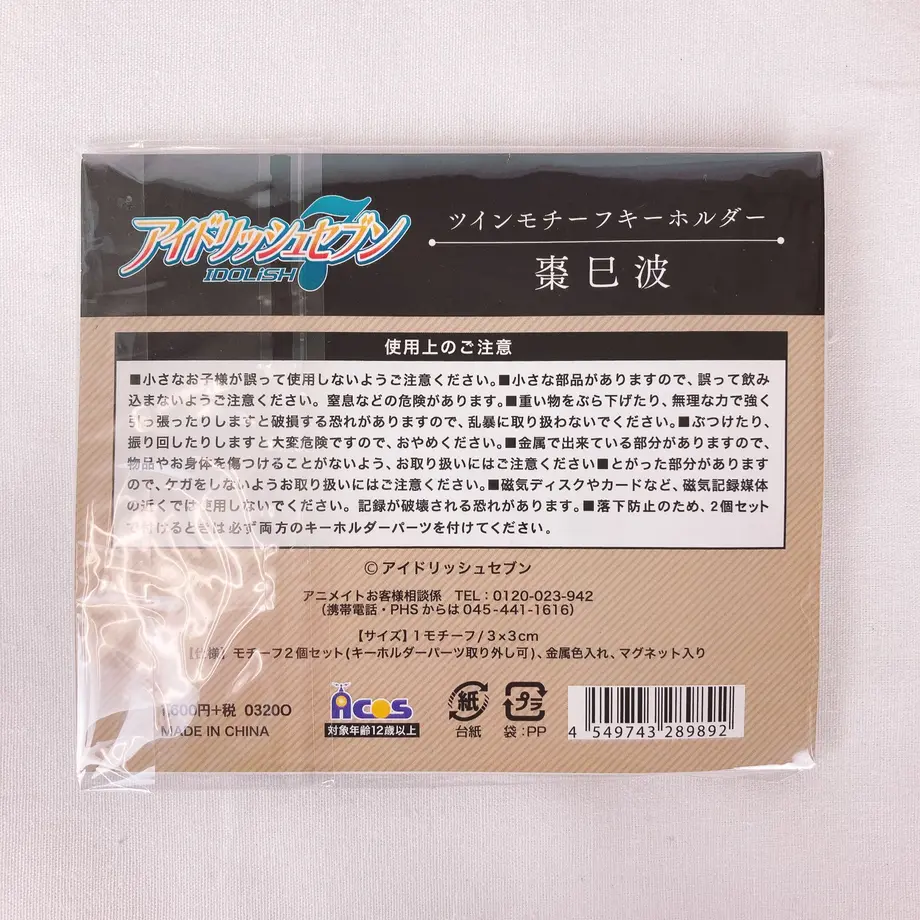 アイドリッシュセブン
7
IDOLiSH
ツインモチーフキーホルダー
棗巳波
使用上のご注意
■小さなお子様が誤って使用しないようご注意ください。■小さな部品がありますので、誤って飲み
込まないようご注意ください。窒息などの危険があります。■重い物をぶら下げたり、無理な力で強く
引っ張ったりしますと破損する恐れがありますので、乱暴に取り扱わないでください。■ぶつけたり、
振り回したりしますと大変危険ですので、おやめください。■金属で出来ている部分がありますので、
物品やお身体を傷つけることがないよう、お取り扱いにはご注意ください■とがった部分があります
ので、ケガをしないようお取り扱いにはご注意ください。■磁気ディスクやカードなど、磁気記録媒体
の近くでは使用しないでください。記録が破壊される恐れがあります。■落下防止のため、2個セット
で付けるときは必ず両方のキーホルダーパーツを付けてください。
©アイドリッシュセブン
アニメイトお客様相談係 TEL：0120-023-942
(携帯電話・PHSからは045-441-1616)
【サイズ】1モチーフ/3×3cm
【仕様】モチーフ2個セット(キーホルダーパーツ取り外し可)、金属色入れ、マグネット入り
1,600円+税 0320O
MADE IN CHINA
Acos
対象年齢12歳以上
紙
台紙
プラ
袋：PP
4 549743 289892